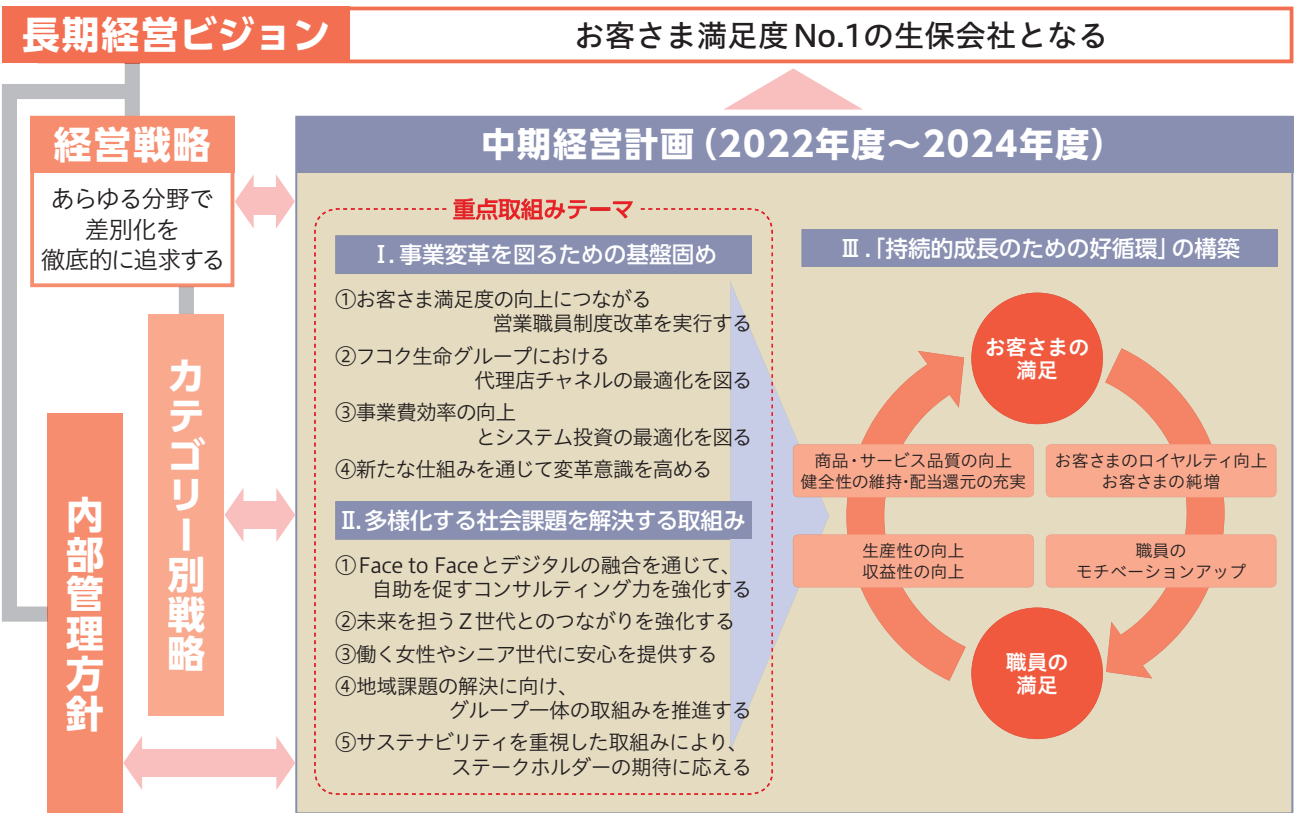 長期経営ビジョン
お客さま満足度 No.1の生保会社となる
経営戦略
あらゆる分野で
差別化を
徹底的に追求する
カテゴリー別戦略
内部管理方針
中期経営計画（2022年度～2024年度）
重点取組みテーマ
Ⅰ. 事業変革を図るための基盤固め
①お客さま満足度の向上につながる
営業職員制度改革を実行する
②フコク生命グループにおける
代理店チャネルの最適化を図る
③事業費効率の向上
とシステム投資の最適化を図る
④新たな仕組みを通じて変革意識を高める
Ⅱ. 多様化する社会課題を解決する取組み
①Face to Faceとデジタルの融合を通じて、
自助を促すコンサルティング力を強化する
②未来を担うZ世代とのつながりを強化する
③働く女性やシニア世代に安心を提供する
④地域課題の解決に向け、
グループ一体の取組みを推進する
⑤サステナビリティを重視した取組みにより、
ステークホルダーの期待に応える
Ⅲ.「持続的成長のための好循環」の構築
お客さまの
満足
商品・サービス品質の向上
健全性の維持・配当還元の充実
お客さまのロイヤルティ向上
お客さまの純増
生産性の向上
収益性の向上
職員の
モチベーションアップ
職員の
満足